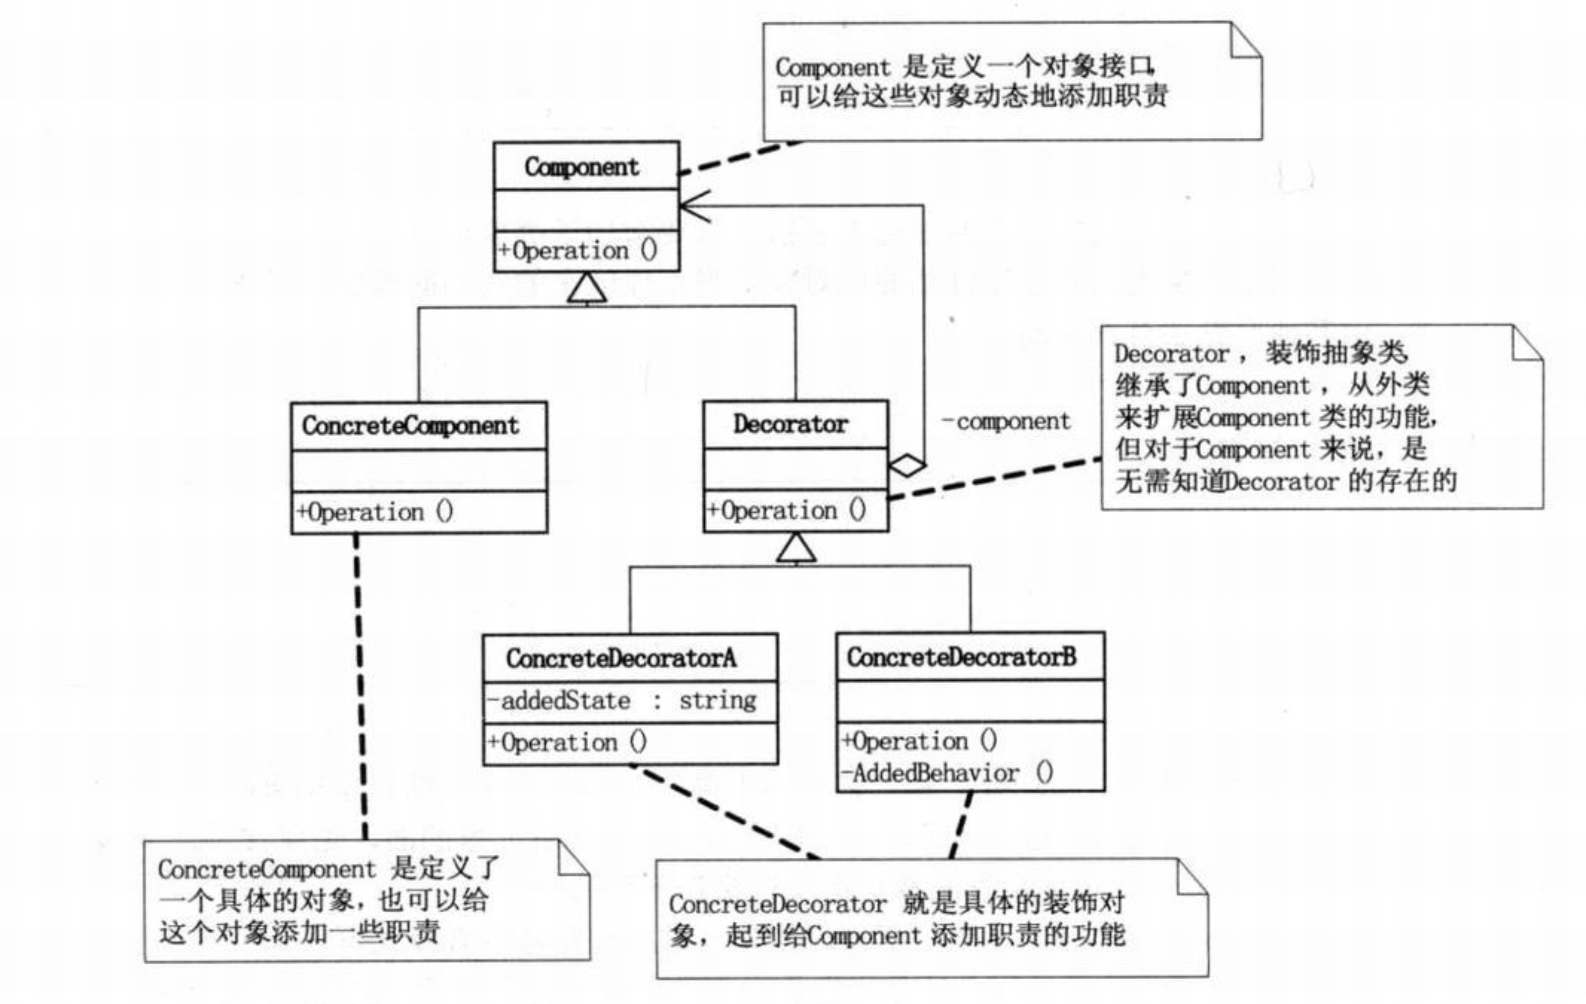 Component 是定义一个对象接口,
可以给这些对象动态地添加职责
Component
+Operation ()
Decorator ，装饰抽象类,
继承了Component ，从外类
来扩展Component 类的功能,
但对于Component 来说，是
无需知道Decorator 的存在的
ConcreteComponent
+Operation ()
Decorator
+Operation ()
-component
ConcreteDecoratorA
-addedState : string
+Operation ()
ConcreteDecoratorB
+Operation ()
-AddedBehavior ()
ConcreteComponent 是定义了
一个具体的对象，也可以给
这个对象添加一些职责
ConcreteDecorator 就是具体的装饰对
象，起到给Component 添加职责的功能